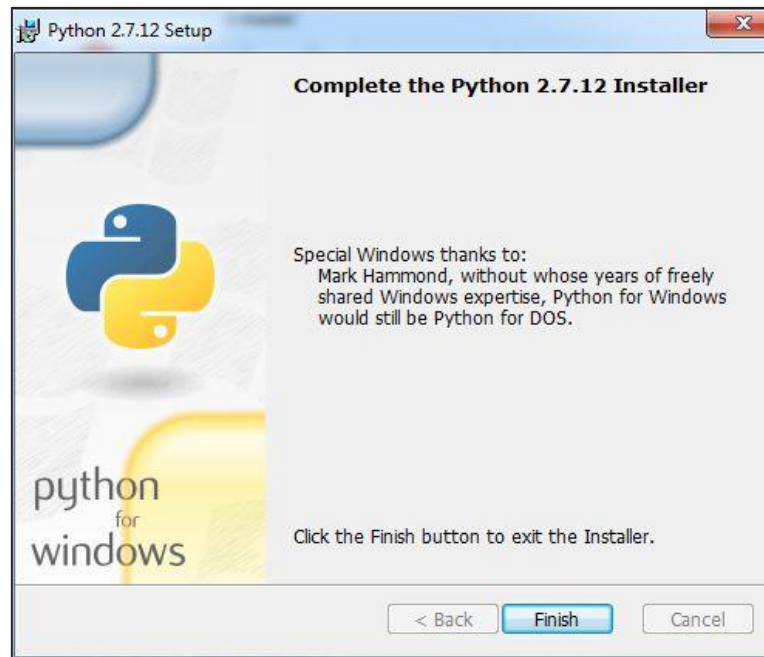 Python 2.7.12 Setup
Complete the Python 2.7.12 Installer
Special Windows thanks to:
Mark Hammond, without whose years of freely
shared Windows expertise, Python for Windows
would still be Python for DOS.
python
for
windows
Click the Finish button to exit the Installer.
< Back
Finish
Cancel